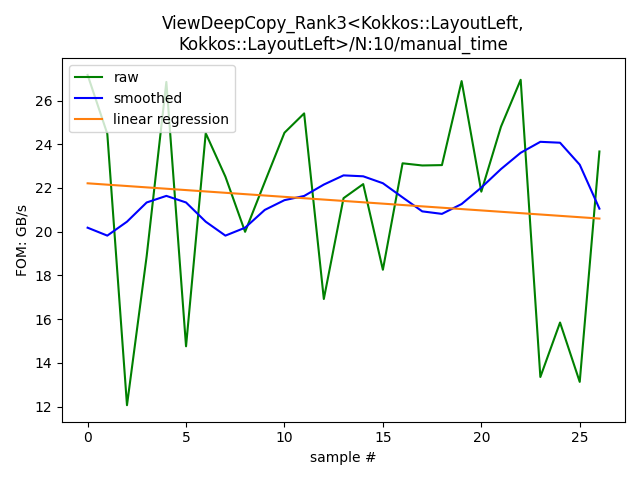 ViewDeepCopy_Rank3<Kokkos::LayoutLeft,
Kokkos::LayoutLeft>/N:10/manual_time
raw
smoothed
linear regression
FOM: GB/s
26
24
22
20
18
16
14
12
0
5
10
15
20
25
sample #